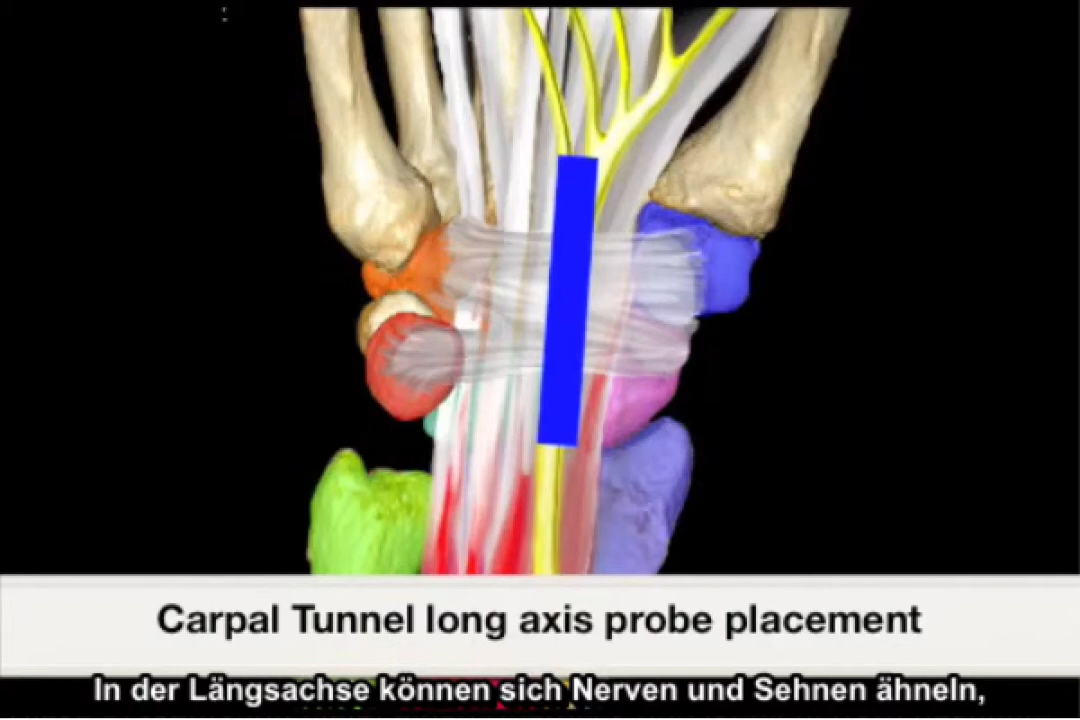 Carpal Tunnel long axis probe placement
In der Längsachse können sich Nerven und Sehnen ähneln,